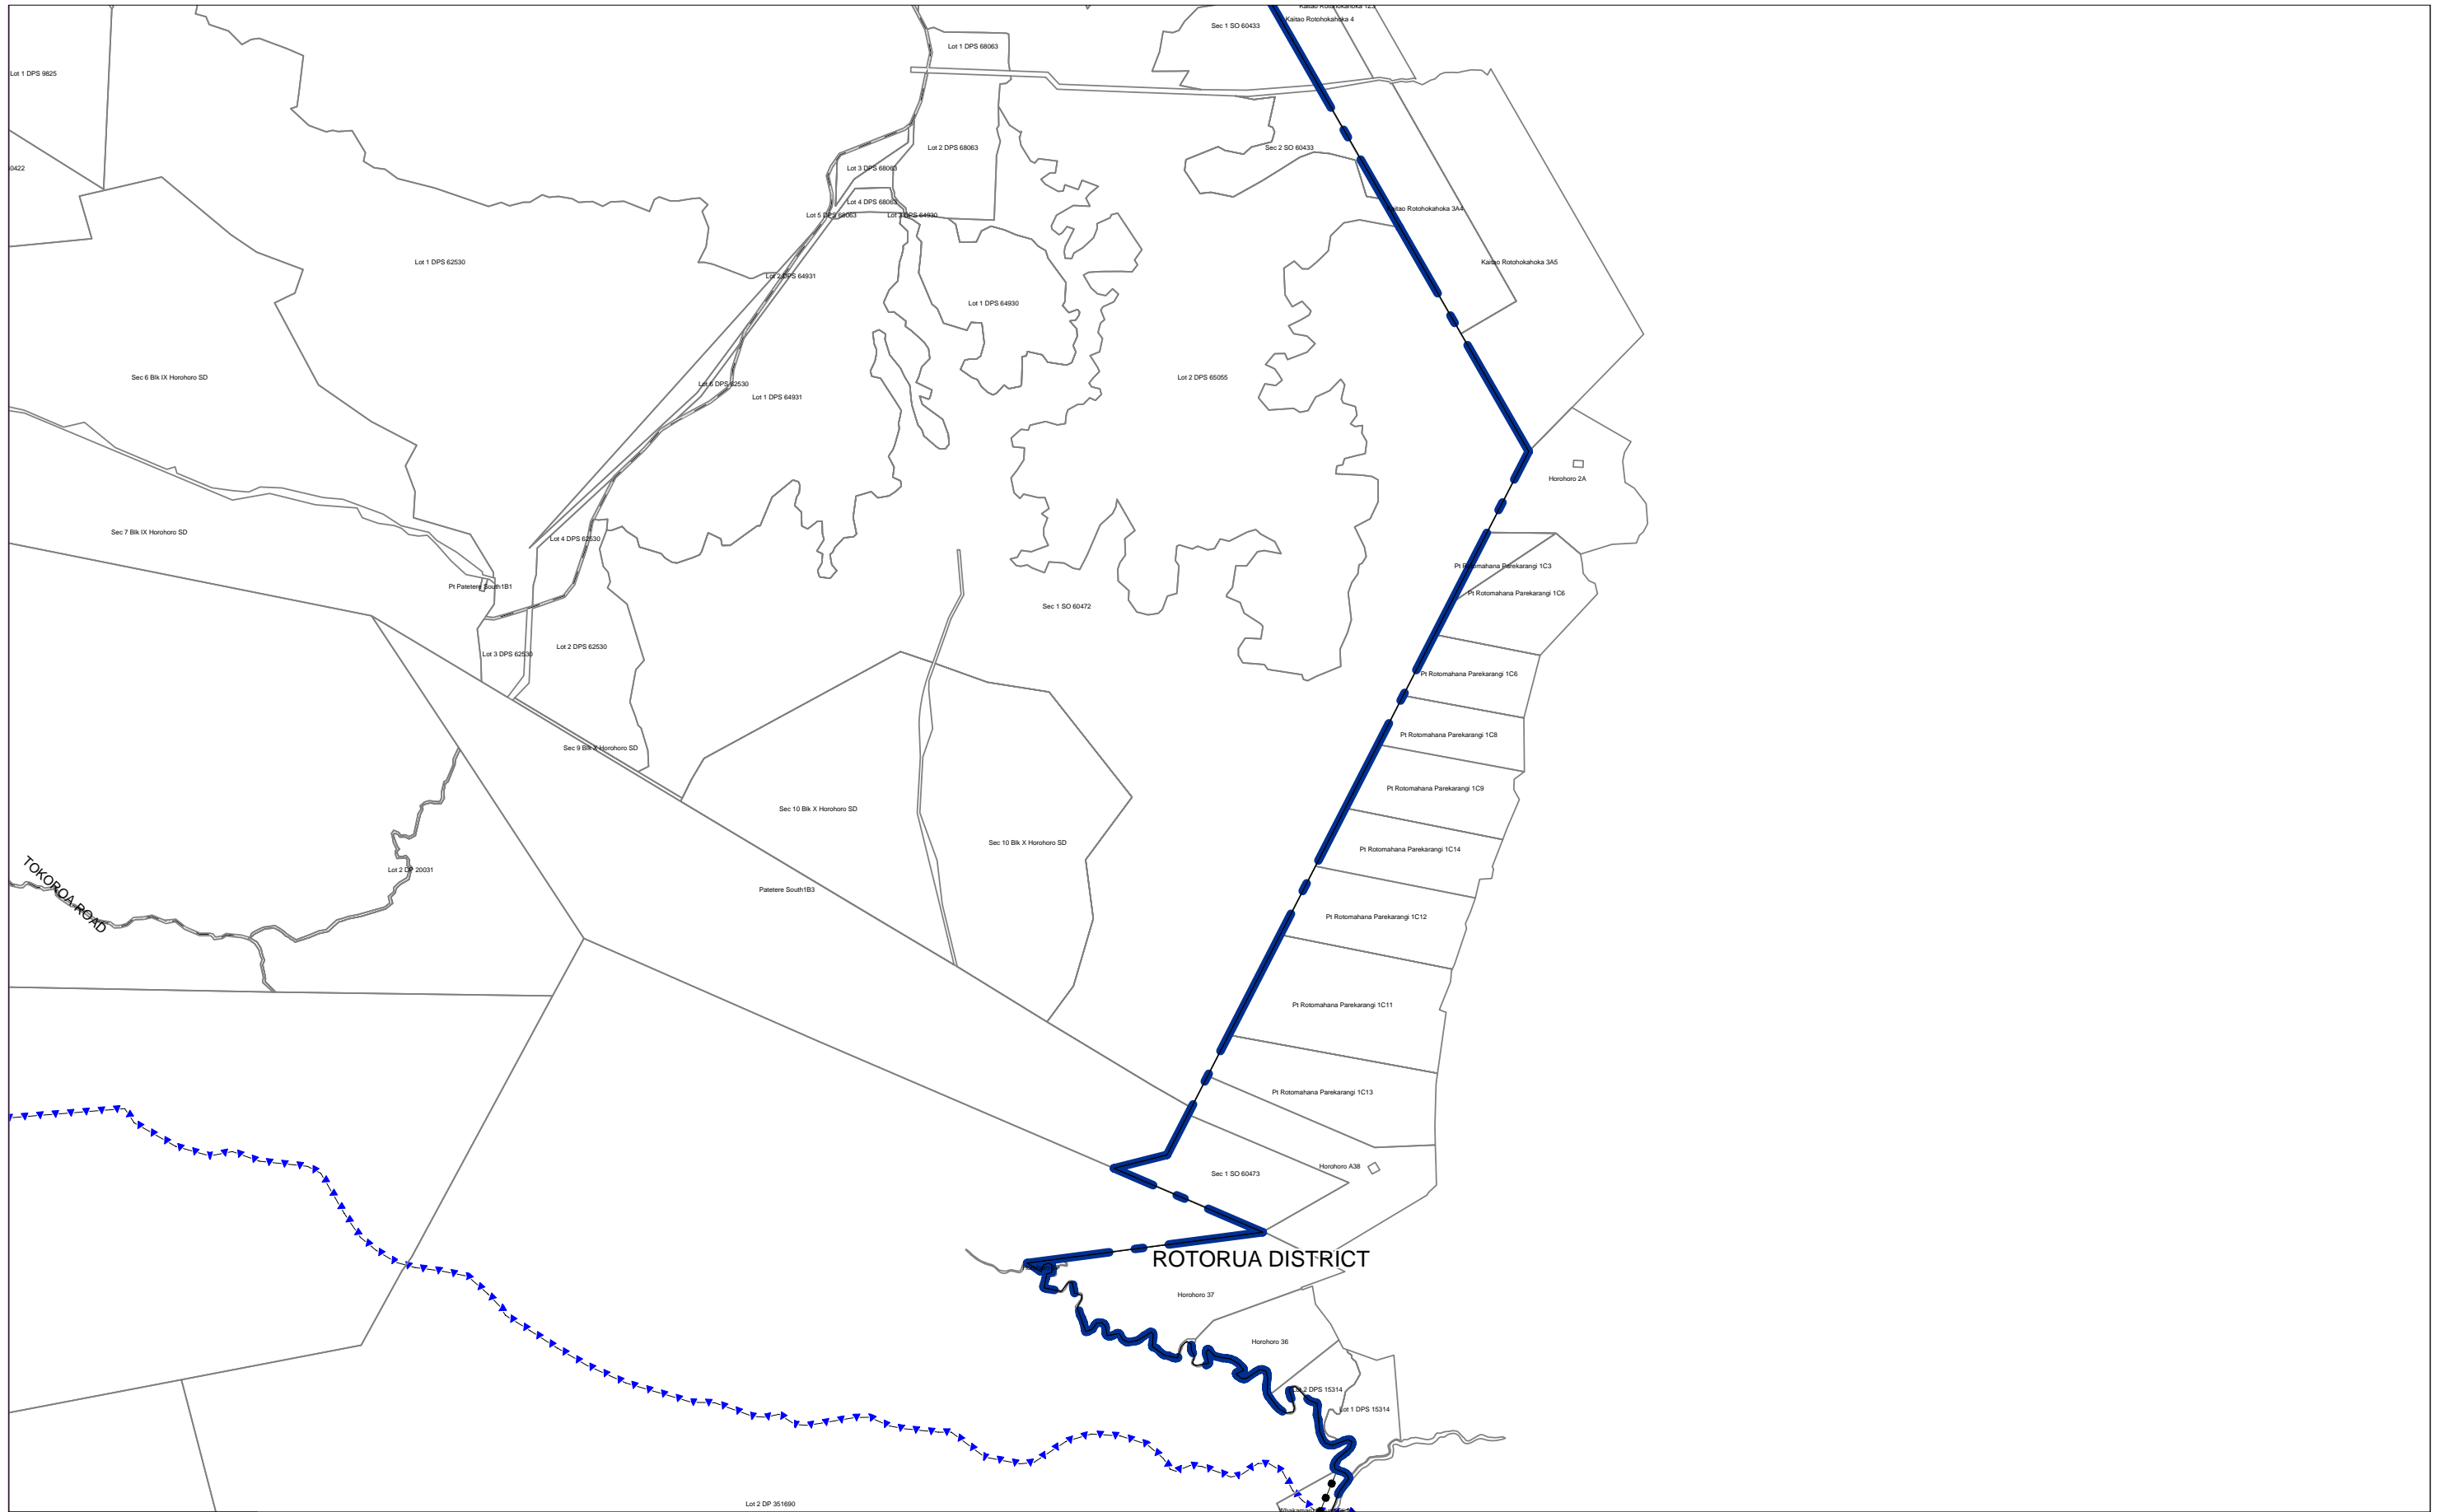 Kaitao Rotohokahoka 4
Sec 1 SO 60433
Lot 1 DPS 68063
Lot 1 DPS 9825
Lot 2 DPS 68063
Sec 2 SO 60433
0422
Lot 3 DPS 68063
Lot 4 DPS 68063
Kaitao Rotohokahoka 3A4
Lot 5 DPS 68063
Lot 1 DPS 62530
Kaitao Rotohokahoka 3A5
Lot 2 DPS 64931
Lot 1 DPS 64930
Sec 6 Blk IX Horohoro SD
Lot 2 DPS 65055
Lot 6 DPS 62530
Lot 1 DPS 64931
Horohoro 2A
Sec 7 Blk IX Horohoro SD
Lot 4 DPS 62530
Pt Rotomahana Parekarangi 1C3
Pt Patetere South1B1
Pt Rotomahana Parekarangi 1C6
Sec 1 SO 60472
Lot 2 DPS 62530
Lot 3 DPS 62530
Pt Rotomahana Parekarangi 1C6
Pt Rotomahana Parekarangi 1C8
Sec 9 Blk X Horohoro SD
Pt Rotomahana Parekarangi 1C9
Sec 10 Blk X Horohoro SD
Sec 10 Blk X Horohoro SD
Pt Rotomahana Parekarangi 1C14
Lot 2 DP 20031
TOKOROA ROAD
Patetere South1B3
Pt Rotomahana Parekarangi 1C12
Pt Rotomahana Parekarangi 1C11
Pt Rotomahana Parekarangi 1C13
Horohoro A38
Sec 1 SO 60473
ROTORUA DISTRICT
Horohoro 37
Horohoro 36
Lot 2 DPS 15314
Lot 1 DPS 15314
Lot 2 DP 351690